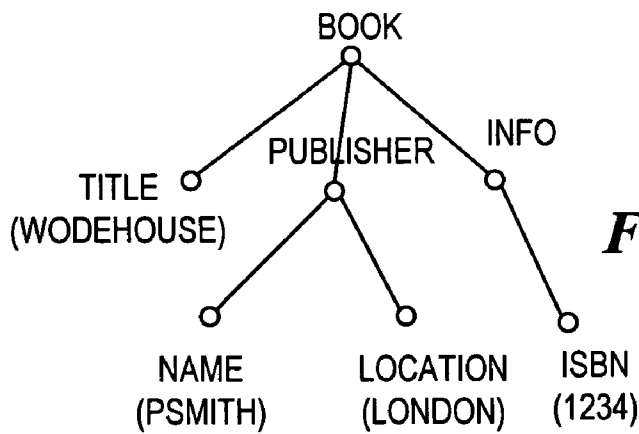 BOOK
PUBLISHER
INFO
TITLE
(WODEHOUSE)
F
NAME
(PSMITH)
LOCATION
(LONDON)
ISBN
(1234)